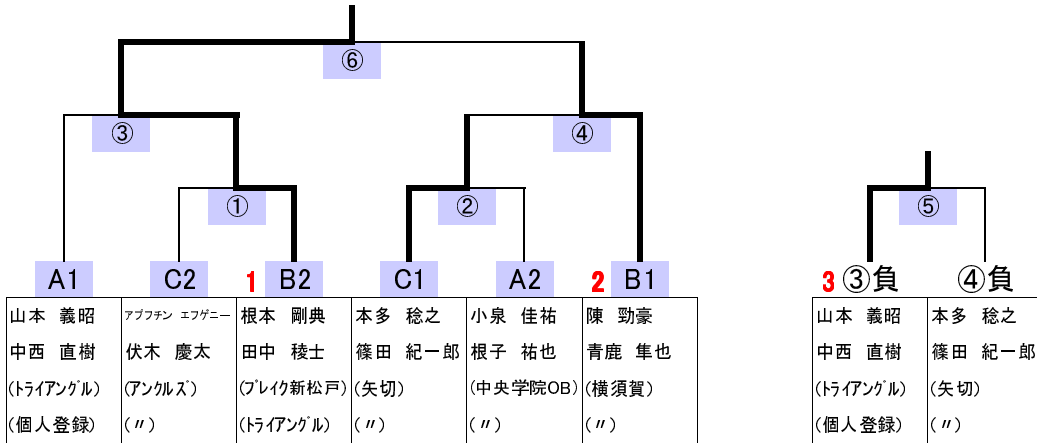 ⑥
③ ④
① ② ⑤
A1 C2 1 B2 C1 A2 2 B1 3 ③負 ④負
山本 義昭 アブフチン エフゲニー 根本 剛典 本多 稔之 小泉 佳祐 陳 勁豪 山本 義昭 本多 稔之
中西 直樹 伏木 慶太 田中 稜士 篠田 紀一郎 根子 祐也 青鹿 隼也 中西 直樹 篠田 紀一郎
(トライアングル) (アンクルズ) (ブレイク新松戸) (矢切) (中央学院OB) (横須賀) (トライアングル) (矢切)
(個人登録) (〃) (トライアングル) (〃) (〃) (〃) (個人登録) (〃)